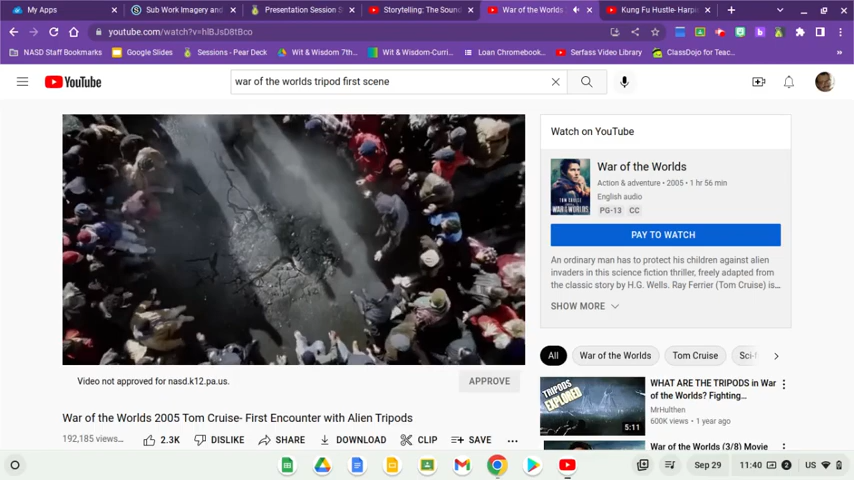 My Apps
Sub Work Imagery and
Presentation Session S
Storytelling: The Sound
War of the Worlds
Kung Fu Hustle- Harpi
youtube.com/watch?v=hlBJsD8tBco
NASD Staff Bookmarks
Google Slides
Sessions - Pear Deck
Wit & Wisdom 7th...
Wit & Wisdom-Curri...
Loan Chromebook...
Serfass Video Library
ClassDojo for Teac...
YouTube
war of the worlds tripod first scene
Watch on YouTube
War of the Worlds
Action & adventure • 2005 • 1 hr 56 min
English audio
PG-13 CC
PAY TO WATCH
An ordinary man has to protect his children against alien
invaders in this science fiction thriller, freely adapted from
the classic story by H.G. Wells. Ray Ferrier (Tom Cruise) is...
SHOW MORE
All War of the Worlds Tom Cruise Sci-
Video not approved for nasd.k12.pa.us.
APPROVE
War of the Worlds 2005 Tom Cruise- First Encounter with Alien Tripods
192,185 views...
2.3K
DISLIKE
SHARE
DOWNLOAD
CLIP
SAVE
TRIPODS
EXPLORED
5:11
WHAT ARE THE TRIPODS in War
of the Worlds? Fighting...
MrHulthen
600K views • 1 year ago
War of the Worlds (3/8) Movie
Sep 29
11:40
2
US